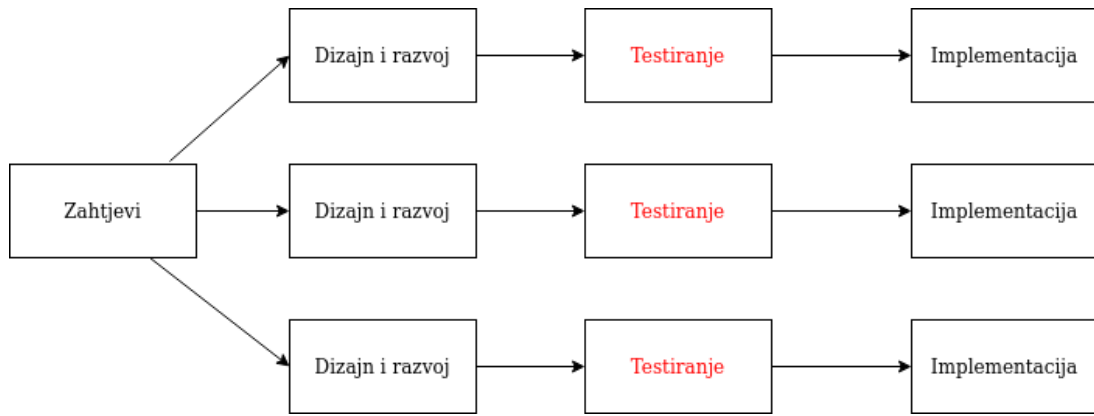 Dizajn i razvoj
Testiranje
Implementacija
Zahtjevi
Dizajn i razvoj
Testiranje
Implementacija
Dizajn i razvoj
Testiranje
Implementacija